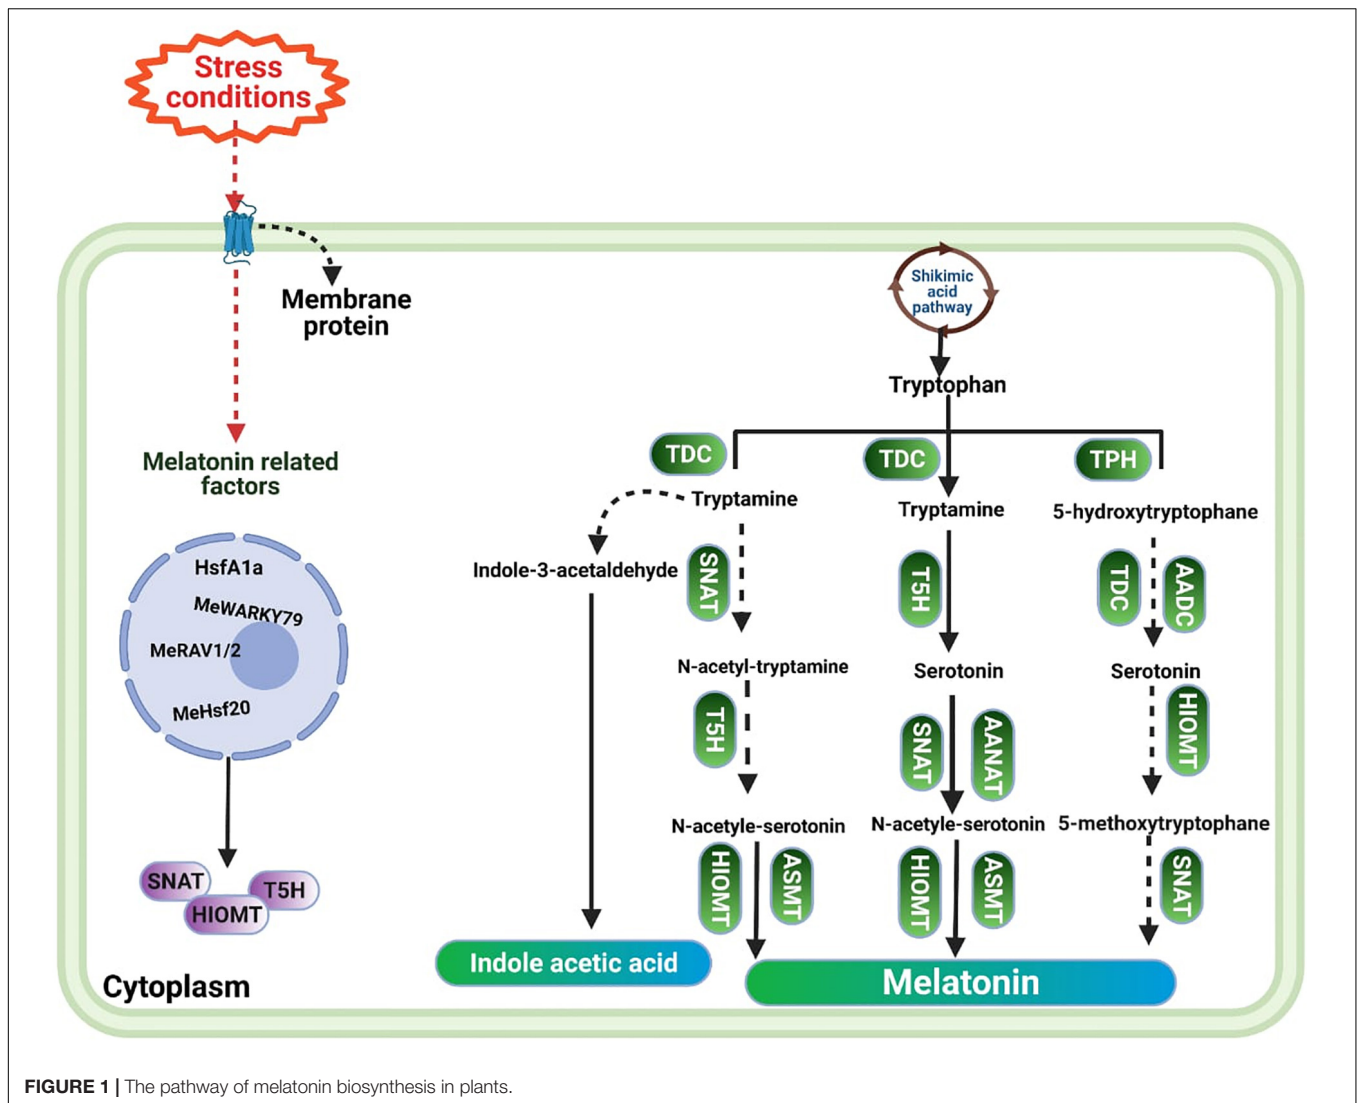 Stress
conditions
Membrane
protein
Melatonin related
factors
HsfA1a
MeWARKY79
MeRAV1/2
MeHsf20
SNAT
T5H
HIOMT
Cytoplasm
Shikimic
acid
pathway
Tryptophan
TDC
TDC
TPH
Tryptamine
Tryptamine
5-hydroxytryptophane
Indole-3-acetaldehyde
SNAT
T5H
TDC
AADC
N-acetyl-tryptamine
Serotonin
Serotonin
T5H
SNAT
AANAT
HIOMT
N-acetyle-serotonin
N-acetyle-serotonin
5-methoxytryptophane
HIOMT
ASMT
HIOMT
ASMT
SNAT
Indole acetic acid
Melatonin
FIGURE 1 | The pathway of melatonin biosynthesis in plants.